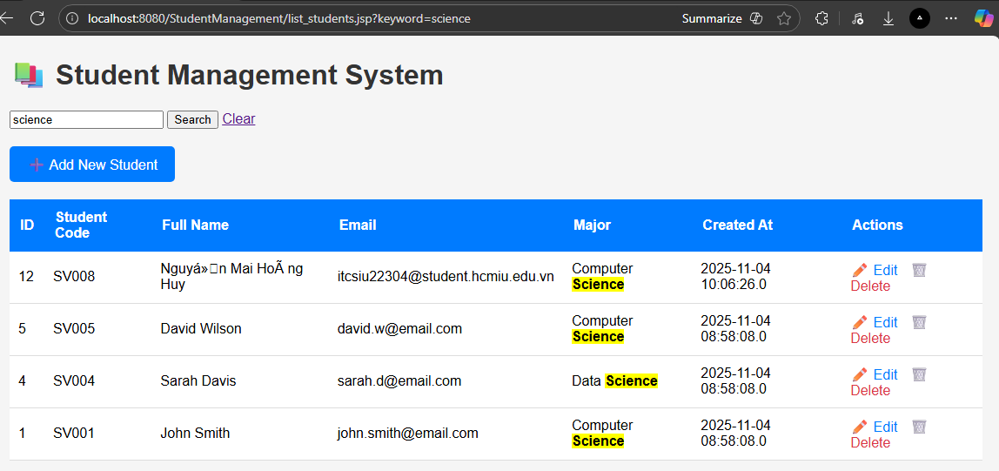 localhost:8080/StudentManagement/list_students.jsp?keyword=science Summarize
Student Management System
science Search Clear
Add New Student
ID Student Code Full Name Email Major Created At Actions
12 SV008 Nguyá»n Mai HoÃ ng Huy itcsiu22304@student.hcmiu.edu.vn Computer Science 2025-11-04 10:06:26.0 Edit Delete
5 SV005 David Wilson david.w@email.com Computer Science 2025-11-04 08:58:08.0 Edit Delete
4 SV004 Sarah Davis sarah.d@email.com Data Science 2025-11-04 08:58:08.0 Edit Delete
1 SV001 John Smith john.smith@email.com Computer Science 2025-11-04 08:58:08.0 Edit Delete